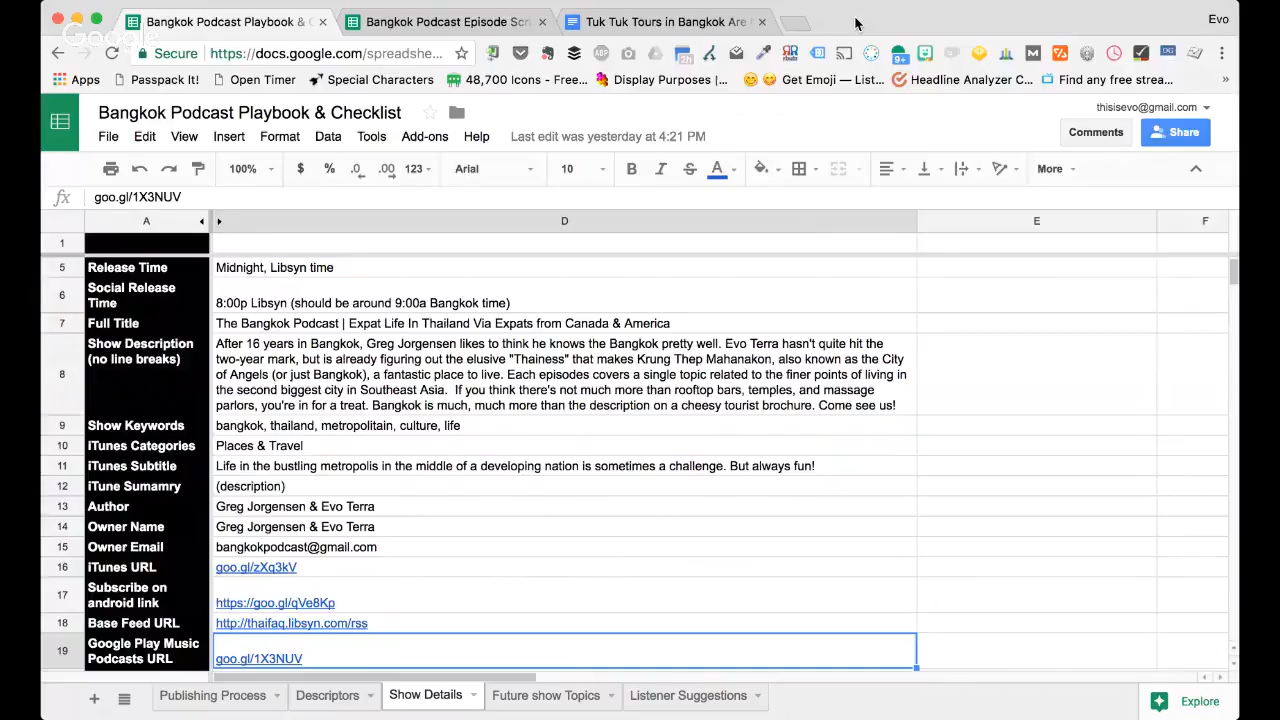 Bangkok Podcast Playbook & C
Bangkok Podcast Episode Scri
Tuk Tuk Tours in Bangkok Are
Evo
Google
Secure
https://docs.google.com/spreadshe...
Apps
Passpack It!
Open Timer
Special Characters
48,700 Icons - Free...
Display Purposes |...
Get Emoji — List...
Headline Analyzer C...
Find any free strea...
Bangkok Podcast Playbook & Checklist
thisisevo@gmail.com
File Edit View Insert Format Data Tools Add-ons Help
Last edit was yesterday at 4:21 PM
Comments
Share
100% $ % .0 .00 123 Arial 10 B I S A More
fx goo.gl/1X3NUV
A D E F
1
5 Release Time Midnight, Libsyn time
6 Social Release
Time 8:00p Libsyn (should be around 9:00a Bangkok time)
7 Full Title The Bangkok Podcast | Expat Life In Thailand Via Expats from Canada & America
8 Show Description
(no line breaks)
After 16 years in Bangkok, Greg Jorgensen likes to think he knows the Bangkok pretty well. Evo Terra hasn't quite hit the
two-year mark, but is already figuring out the elusive "Thainess" that makes Krung Thep Mahanakon, also known as the City
of Angels (or just Bangkok), a fantastic place to live. Each episodes covers a single topic related to the finer points of living in
the second biggest city in Southeast Asia. If you think there's not much more than rooftop bars, temples, and massage
parlors, you're in for a treat. Bangkok is much, much more than the description on a cheesy tourist brochure. Come see us!
9 Show Keywords bangkok, thailand, metropolitain, culture, life
10 iTunes Categories Places & Travel
11 iTunes Subtitle Life in the bustling metropolis in the middle of a developing nation is sometimes a challenge. But always fun!
12 iTune Sumamry (description)
13 Author Greg Jorgensen & Evo Terra
14 Owner Name Greg Jorgensen & Evo Terra
15 Owner Email bangkokpodcast@gmail.com
16 iTunes URL goo.gl/zXq3kV
17 Subscribe on
android link https://goo.gl/qVe8Kp
18 Base Feed URL http://thaifaq.libsyn.com/rss
19 Google Play Music
Podcasts URL goo.gl/1X3NUV
Publishing Process Descriptors Show Details Future show Topics Listener Suggestions
Explore